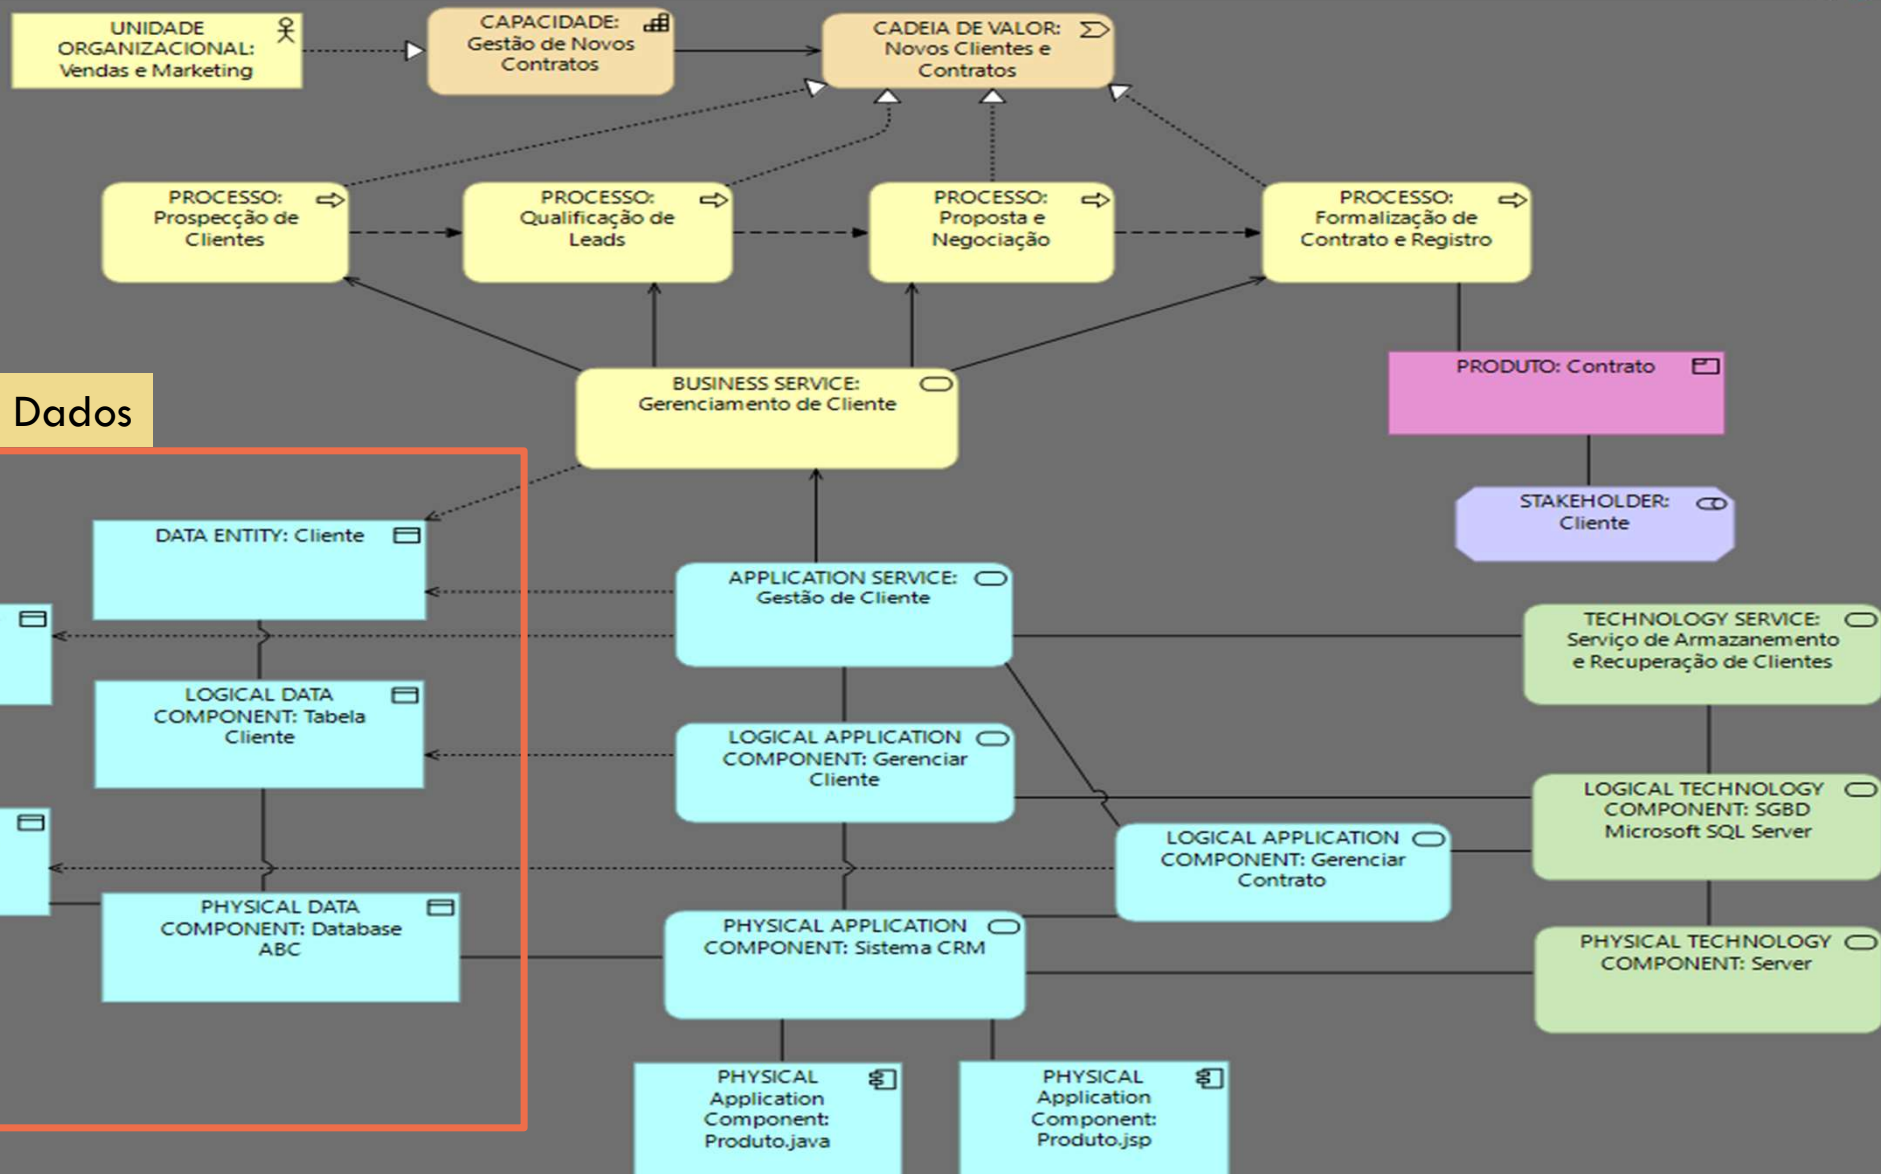 UNIDADE
ORGANIZACIONAL:
Vendas e Marketing
CAPACIDADE:
Gestão de Novos
Contratos
CADEIA DE VALOR:
Novos Clientes e
Contratos
PROCESSO:
Prospecção de
Clientes
PROCESSO:
Qualificação de
Leads
PROCESSO:
Proposta e
Negociação
PROCESSO:
Formalização de
Contrato e Registro
BUSINESS SERVICE:
Gerenciamento de Cliente
PRODUTO: Contrato
Dados
STAKEHOLDER:
Cliente
DATA ENTITY: Cliente
APPLICATION SERVICE:
Gestão de Cliente
TECHNOLOGY SERVICE:
Serviço de Armazanemento
e Recuperação de Clientes
LOGICAL DATA
COMPONENT: Tabela
Cliente
LOGICAL APPLICATION
COMPONENT: Gerenciar
Cliente
LOGICAL TECHNOLOGY
COMPONENT: SGBD
Microsoft SQL Server
LOGICAL APPLICATION
COMPONENT: Gerenciar
Contrato
PHYSICAL DATA
COMPONENT: Database
ABC
PHYSICAL APPLICATION
COMPONENT: Sistema CRM
PHYSICAL TECHNOLOGY
COMPONENT: Server
PHYSICAL
Application
Component:
Produto.java
PHYSICAL
Application
Component:
Produto.jsp